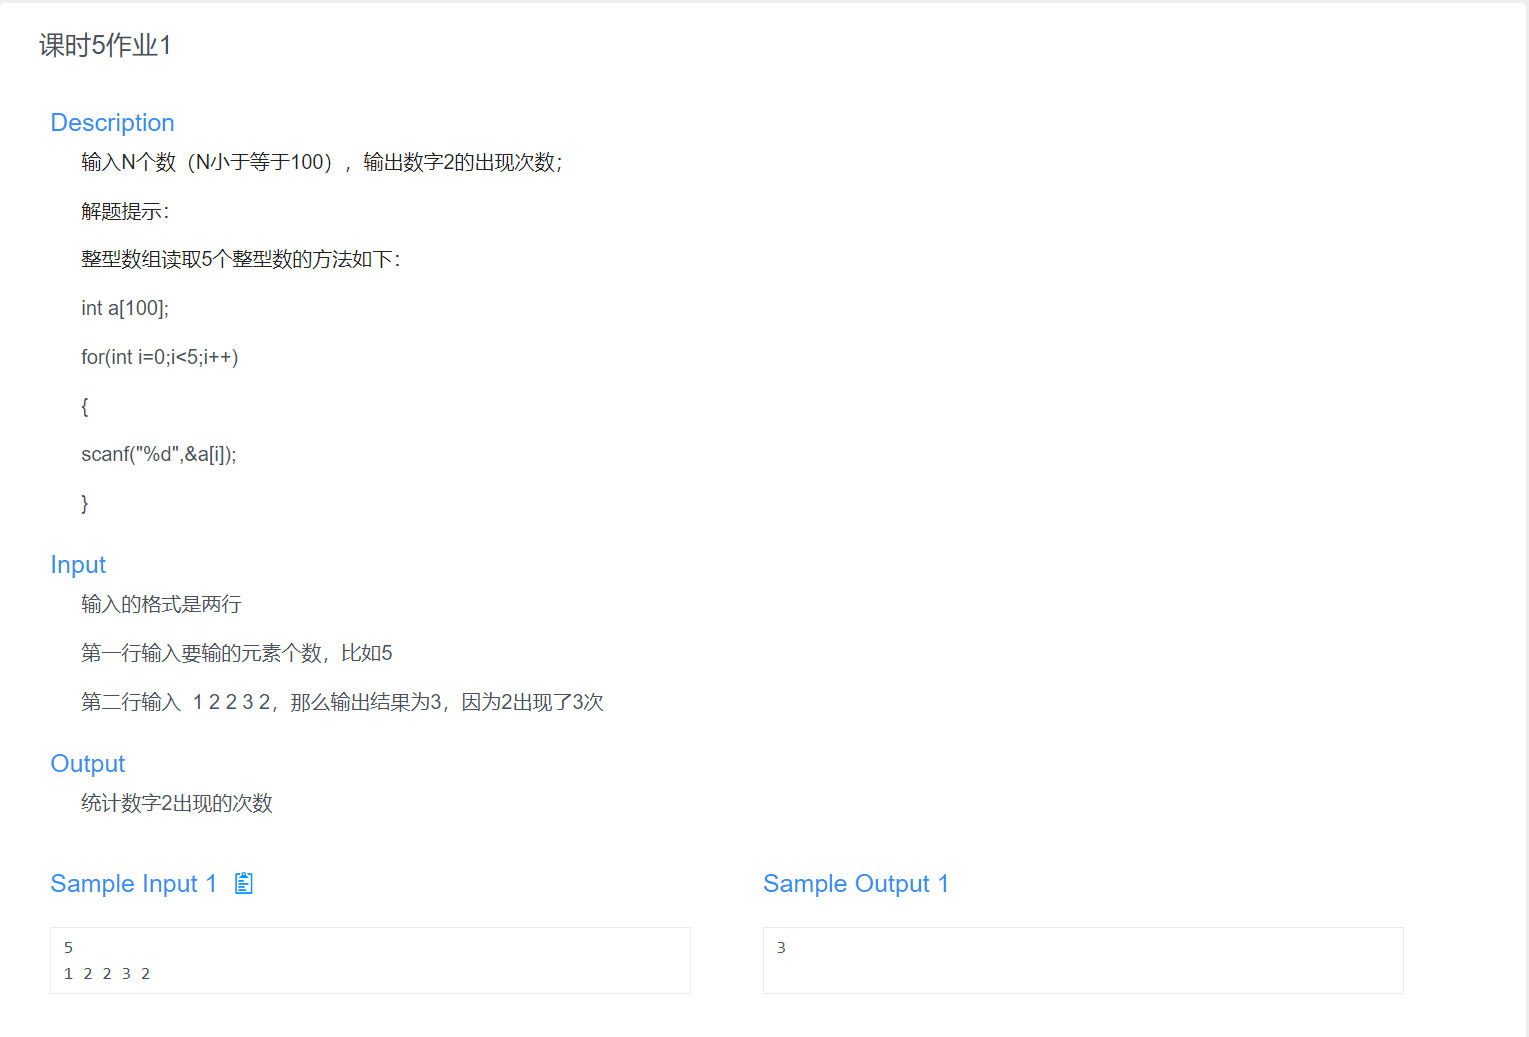 课时5作业1
Description
输入N个数（N小于等于100），输出数字2的出现次数；
解题提示：
整型数组读取5个整型数的方法如下：
int a[100];
for(int i=0;i<5;i++)
{
scanf("%d",&a[i]);
}
Input
输入的格式是两行
第一行输入要输的元素个数，比如5
第二行输入  1 2 2 3 2，那么输出结果为3，因为2出现了3次
Output
统计数字2出现的次数
Sample Input 1
5
1 2 2 3 2
Sample Output 1
3